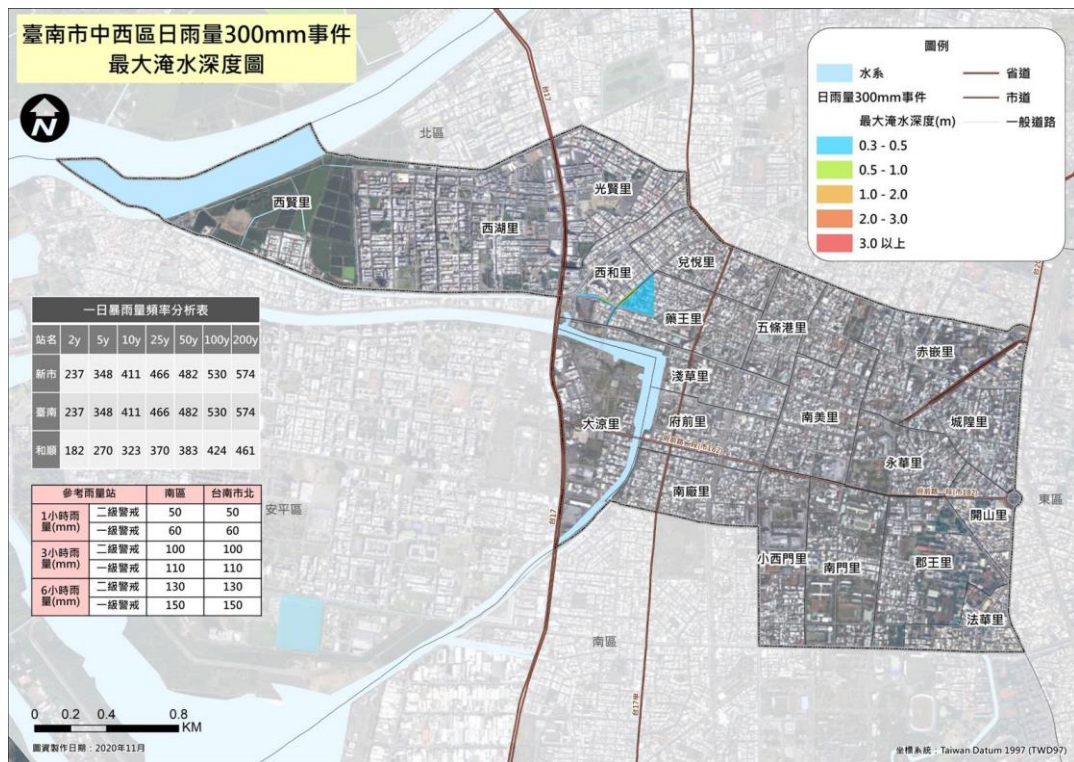 臺南市中西區日雨量300mm事件
最大淹水深度圖
N
圖例
水系
省道
日雨量300mm事件
市道
最大淹水深度(m)
一般道路
0.3 - 0.5
0.5 - 1.0
1.0 - 2.0
2.0 - 3.0
3.0 以上
台17
北區
光賢里
西賢里
西湖里
兌悅里
西和里
藥王里
五條港里
赤嵌里
淺草里
大涼里
府前里
南美里
城隍里
永華里
南廠里
開山里
東區
小西門里
南門里
郡王里
法華里
安平區
南區
台17
台17甲
一日暴雨量頻率分析表
站名 2y 5y 10y 25y 50y 100y 200y
新市 237 348 411 466 482 530 574
臺南 237 348 411 466 482 530 574
和順 182 270 323 370 383 424 461
參考雨量站 南區 台南市北
1小時雨量(mm) 二級警戒 50 50
一級警戒 60 60
3小時雨量(mm) 二級警戒 100 100
一級警戒 110 110
6小時雨量(mm) 二級警戒 130 130
一級警戒 150 150
0 0.2 0.4 0.8
KM
圖資製作日期：2020年11月
坐標系統：Taiwan Datum 1997 (TWD97)